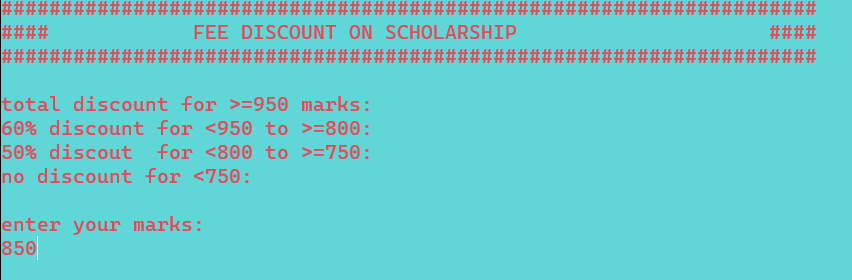 ####################################################################
#### FEE DISCOUNT ON SCHOLARSHIP ####
####################################################################
total discount for >=950 marks:
60% discount for <950 to >=800:
50% discout  for <800 to >=750:
no discount for <750:
enter your marks:
850